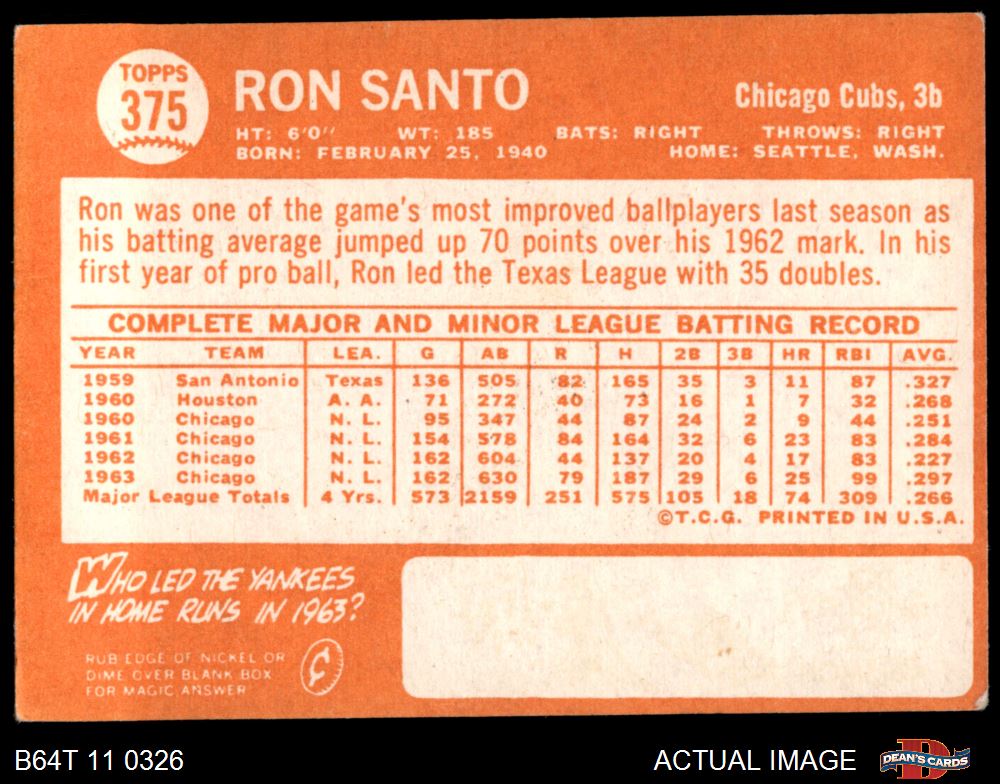 TOPPS
375
RON SANTO
Chicago Cubs, 3b
HT: 6'0" WT: 185 BATS: RIGHT THROWS: RIGHT
BORN: FEBRUARY 25, 1940 HOME: SEATTLE, WASH.
Ron was one of the game's most improved ballplayers last season as
his batting average jumped up 70 points over his 1962 mark. In his
first year of pro ball, Ron led the Texas League with 35 doubles.
COMPLETE MAJOR AND MINOR LEAGUE BATTING RECORD
YEAR TEAM LEA. G AB R H 2B 3B HR RBI AVG.
1959 San Antonio Texas 136 505 82 165 35 3 11 87 .327
1960 Houston A. A. 71 272 40 73 16 1 7 32 .268
1960 Chicago N. L. 95 347 44 87 24 2 9 44 .251
1961 Chicago N. L. 154 578 84 164 32 6 23 83 .284
1962 Chicago N. L. 162 604 44 137 20 4 17 83 .227
1963 Chicago N. L. 162 630 79 187 29 6 25 99 .297
Major League Totals 4 Yrs. 573 2159 251 575 105 18 74 309 .266
©T.C.G. PRINTED IN U.S.A.
WHO LED THE YANKEES
IN HOME RUNS IN 1963?
RUB EDGE OF NICKEL OR
DIME OVER BLANK BOX
FOR MAGIC ANSWER
¢
B64T 11 0326
ACTUAL IMAGE
DEAN'S CARDS